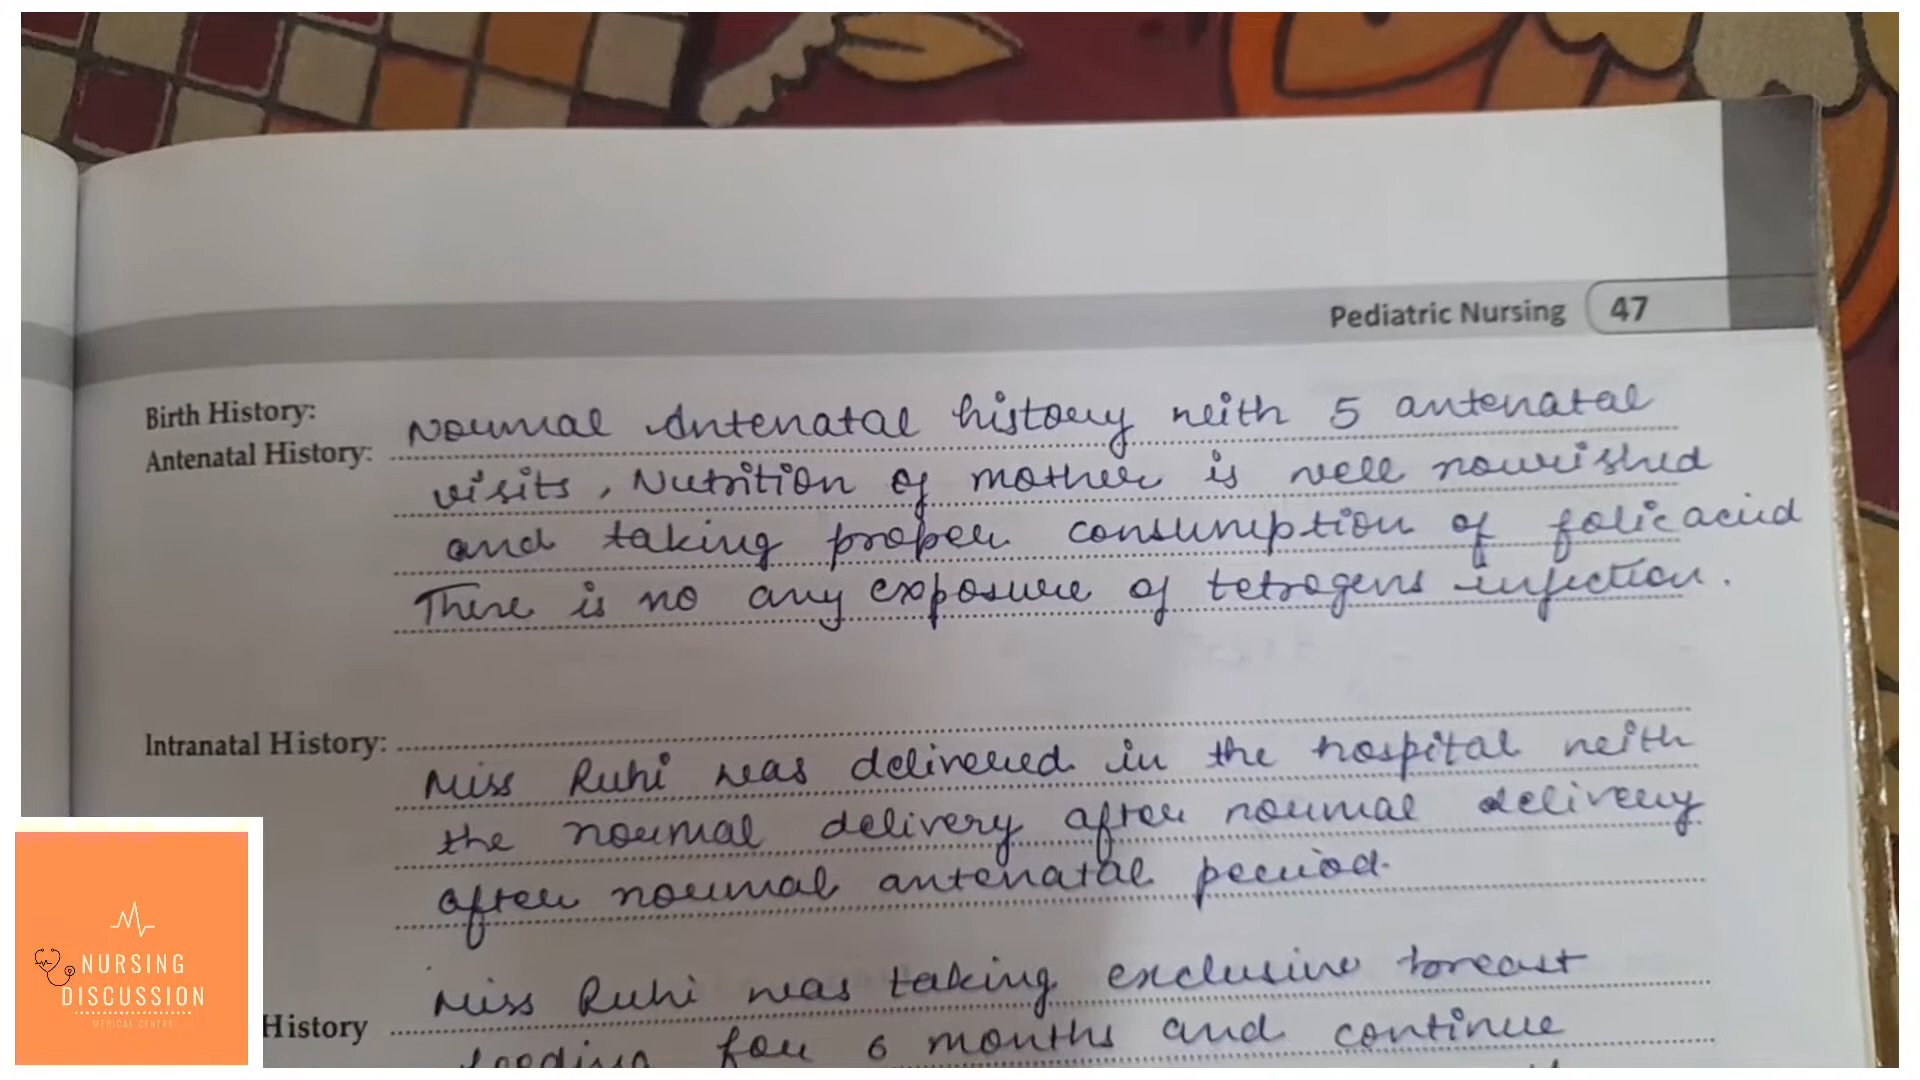 Pediatric Nursing 47
Birth History:
Antenatal History: Normal Antenatal history with 5 antenatal
visits, Nutrition of mother is well nourished
and taking proper consumption of folic acid
There is no any exposure of tetrogens infection.
Intranatal History:
Miss Ruhi was delivered in the hospital with
the normal delivery after normal delivery
after normal antenatal period.
Miss Ruhi was taking exclusive breast
History
feeding for 6 months and continue
NURSING
DISCUSSION
MEDICAL CENTRE